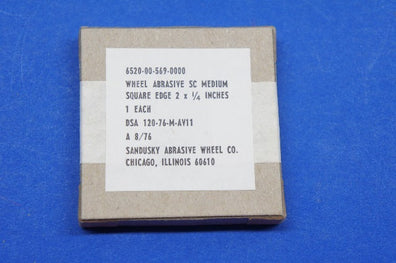 6520-00-569-0000
WHEEL ABRASIVE SC MEDIUM
SQUARE EDGE 2 x ¼ INCHES
1 EACH
DSA 120-76-M-AV11
A 8/76
SANDUSKY ABRASIVE WHEEL CO.
CHICAGO, ILLINOIS 60610